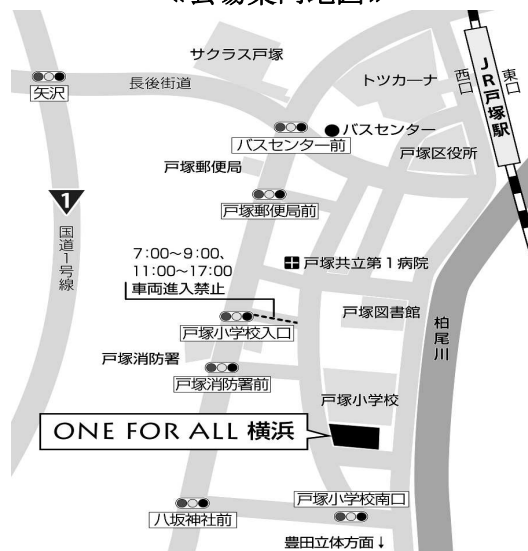 ≪会場案内地図≫
サクラス戸塚
長後街道
矢沢
トツカーナ
西口
JR戸塚駅
東口
バスセンター
バスセンター前
戸塚区役所
戸塚郵便局
戸塚郵便局前
1
国道1号線
7:00〜9:00、
11:00〜17:00
車両進入禁止
戸塚共立第1病院
戸塚小学校入口
戸塚図書館
柏尾川
戸塚消防署
戸塚消防署前
戸塚小学校
ONE FOR ALL 横浜
八坂神社前
戸塚小学校南口
豊田立体方面↓